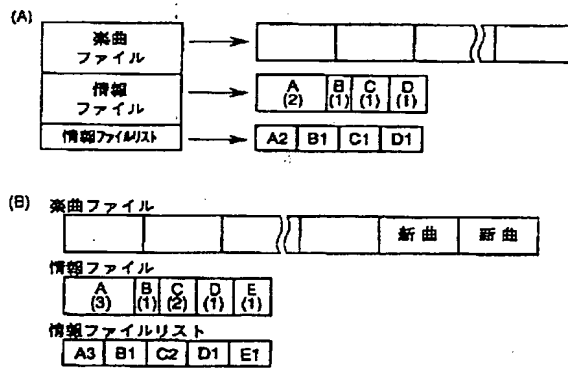 (A)
楽曲
ファイル
情報
ファイル
情報ファイルリスト
A B C D
(2) (1) (1) (1)
A2 B1 C1 D1
(B)
楽曲ファイル
新曲 新曲
情報ファイル
A B C D E
(3) (1) (2) (1) (1)
情報ファイルリスト
A3 B1 C2 D1 E1